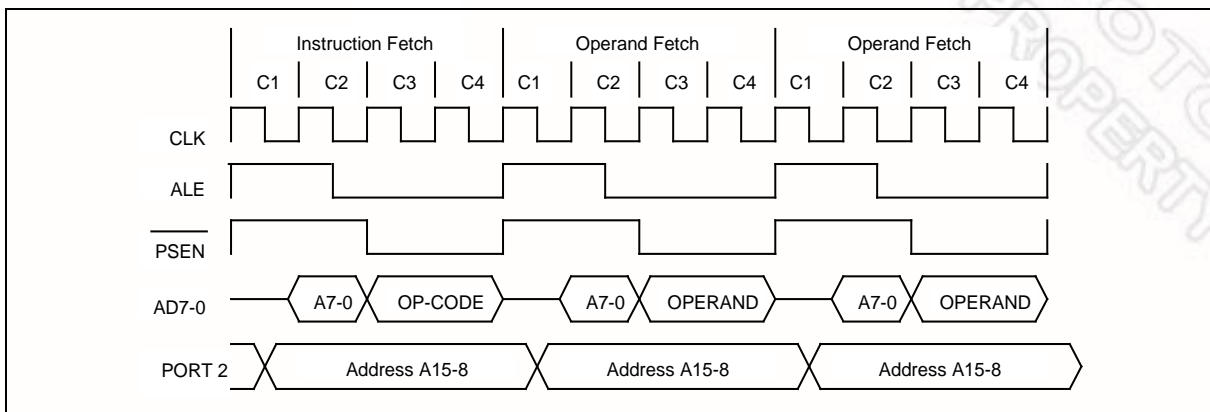 Instruction Fetch Operand Fetch Operand Fetch
C1 C2 C3 C4 C1 C2 C3 C4 C1 C2 C3 C4
CLK
ALE
PSEN
AD7-0 A7-0 OP-CODE A7-0 OPERAND A7-0 OPERAND
PORT 2 Address A15-8 Address A15-8 Address A15-8
PROPERTY